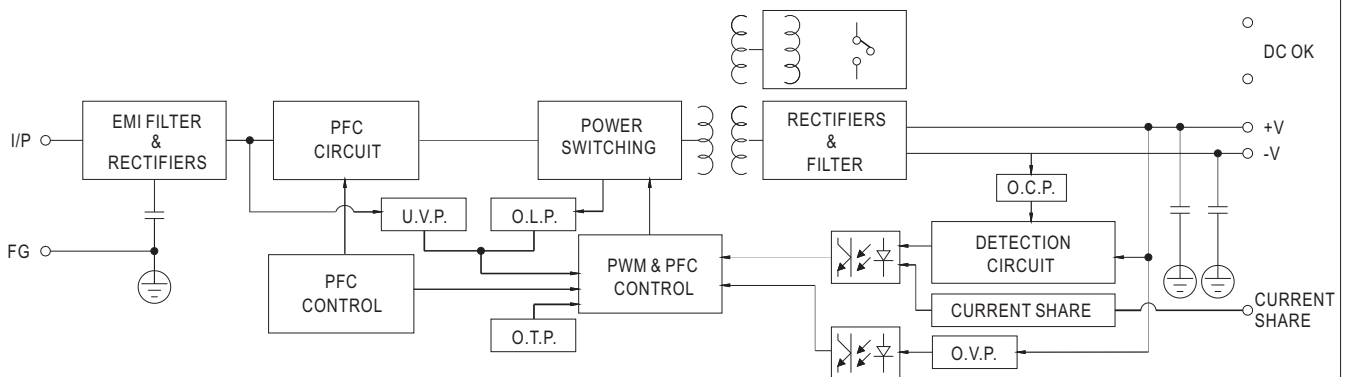 DC OK
I/P
EMI FILTER
&
RECTIFIERS
PFC
CIRCUIT
POWER
SWITCHING
RECTIFIERS
&
FILTER
+V
-V
O.C.P.
U.V.P.
O.L.P.
FG
DETECTION
CIRCUIT
PFC
CONTROL
PWM & PFC
CONTROL
CURRENT SHARE
CURRENT
SHARE
O.T.P.
O.V.P.